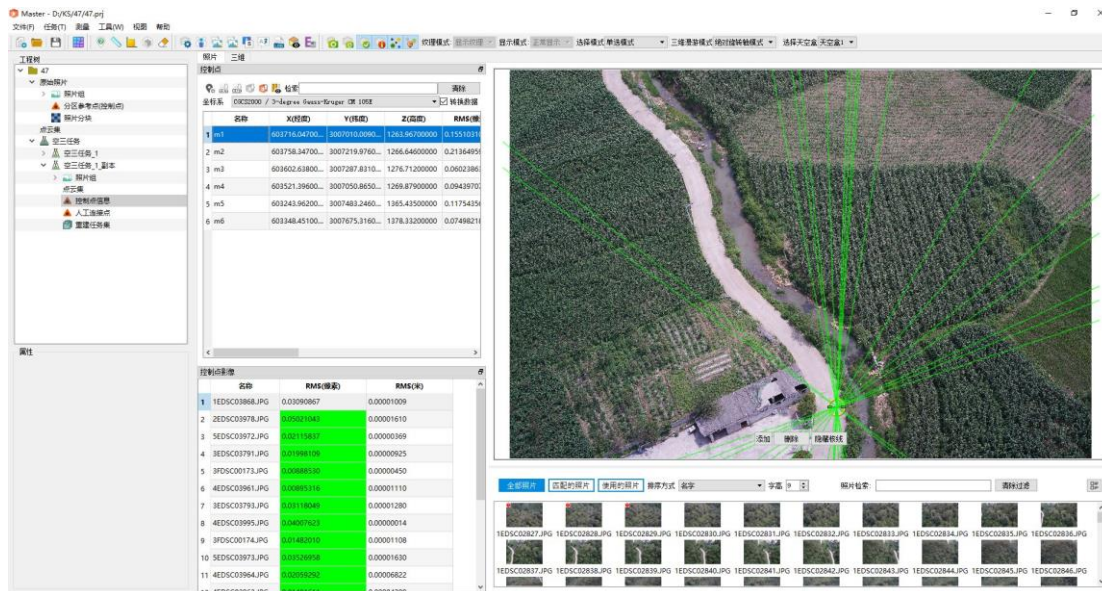 Master - D:/KS/47/47.prj
文件(F) 任务(T) 测量 工具(W) 视图 帮助
纹理模式 显示纹理 显示模式 正常显示 选择模式 单选模式 三维漫游模式 绝对旋转轴模式 选择天空盒 天空盒1
工程树
47
原始照片
照片组
分区参考点(控制点)
照片分块
点云集
空三任务
空三任务_1
空三任务_1_副本
照片组
点云集
控制点信息
人工连接点
重建任务集
属性
照片 三维
控制点
检索 清除
坐标系 CGCS2000 / 3-degree Gauss-Kruger CM 105E 转换数据
名称 X(经度) Y(纬度) Z(高度)
1 m1 603716.04700... 3007010.0090... 1263.96700000 0.1551031
2 m2 603758.34700... 3007219.9760... 1266.64600000 0.2136495
3 m3 603602.63800... 3007287.8310... 1276.71200000 0.0602386
4 m4 603521.39600... 3007050.8650... 1269.87900000 0.0943970
5 m5 603243.96200... 3007483.2460... 1365.43500000 0.1175435
6 m6 603348.45100... 3007675.3160... 1378.33200000 0.0749821
控制点影像
名称 RMS(像素) RMS(米)
1 1EDSC03868.JPG 0.03090867 0.00001009
2 2EDSC03978.JPG 0.05021043 0.00001610
3 5EDSC03972.JPG 0.02115837 0.00000369
4 3EDSC03791.JPG 0.01998109 0.00000925
5 3FDSC00173.JPG 0.00888530 0.00000450
6 4EDSC03961.JPG 0.00895316 0.00001110
7 3EDSC03793.JPG 0.03118049 0.00001280
8 4EDSC03995.JPG 0.04007623 0.00000014
9 3FDSC00174.JPG 0.01482010 0.00001108
10 5EDSC03973.JPG 0.03526958 0.00001630
11 4EDSC03964.JPG 0.02059292 0.00006822
添加 删除 隐藏核线
全部照片 匹配的照片 使用的照片 排序方式 名字 字高 9 照片检索: 清除过滤
1EDSC02827.JPG 1EDSC02828.JPG 1EDSC02829.JPG 1EDSC02830.JPG 1EDSC02831.JPG 1EDSC02832.JPG 1EDSC02833.JPG 1EDSC02834.JPG 1EDSC02835.JPG 1EDSC02836.JPG
1EDSC02837.JPG 1EDSC02838.JPG 1EDSC02839.JPG 1EDSC02840.JPG 1EDSC02841.JPG 1EDSC02842.JPG 1EDSC02843.JPG 1EDSC02844.JPG 1EDSC02845.JPG 1EDSC02846.JPG